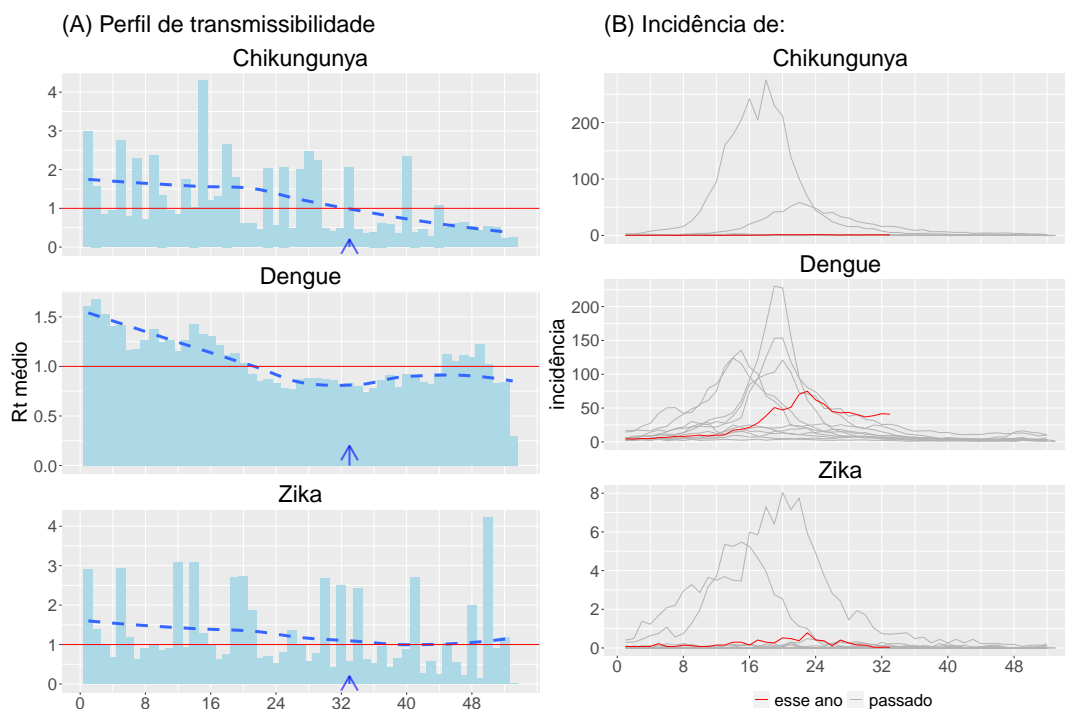 (A) Perfil de transmissibilidade
Chikungunya
4
3
2
1
0
Dengue
1.5
1.0
0.5
0.0
Rt médio
Zika
4
3
2
1
0
0 8 16 24 32 40 48
(B) Incidência de:
Chikungunya
200
100
0
Dengue
200
150
100
50
0
incidência
Zika
8
6
4
2
0
0 8 16 24 32 40 48
esse ano passado